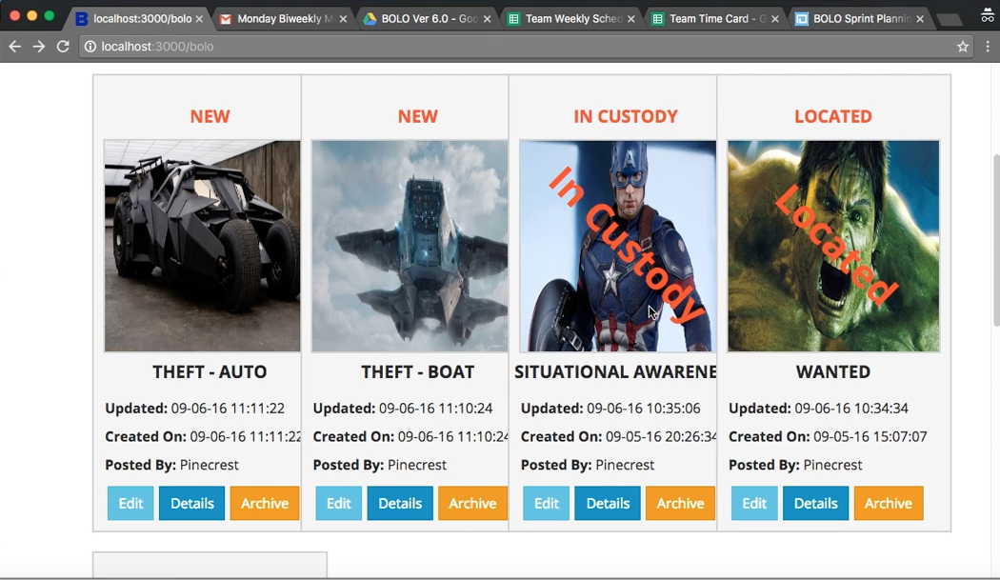 localhost:3000/bolo
Monday Biweekly M
BOLO Ver 6.0 - Goo
Team Weekly Sched
Team Time Card - G
BOLO Sprint Plannin
localhost:3000/bolo
NEW
NEW
IN CUSTODY
LOCATED
In Custody
A
Located
THEFT - AUTO
THEFT - BOAT
SITUATIONAL AWARENE
WANTED
Updated: 09-06-16 11:11:22
Updated: 09-06-16 11:10:24
Updated: 09-06-16 10:35:06
Updated: 09-06-16 10:34:34
Created On: 09-06-16 11:11:22
Created On: 09-06-16 11:10:24
Created On: 09-05-16 20:26:34
Created On: 09-05-16 15:07:07
Posted By: Pinecrest
Posted By: Pinecrest
Posted By: Pinecrest
Posted By: Pinecrest
Edit Details Archive
Edit Details Archive
Edit Details Archive
Edit Details Archive